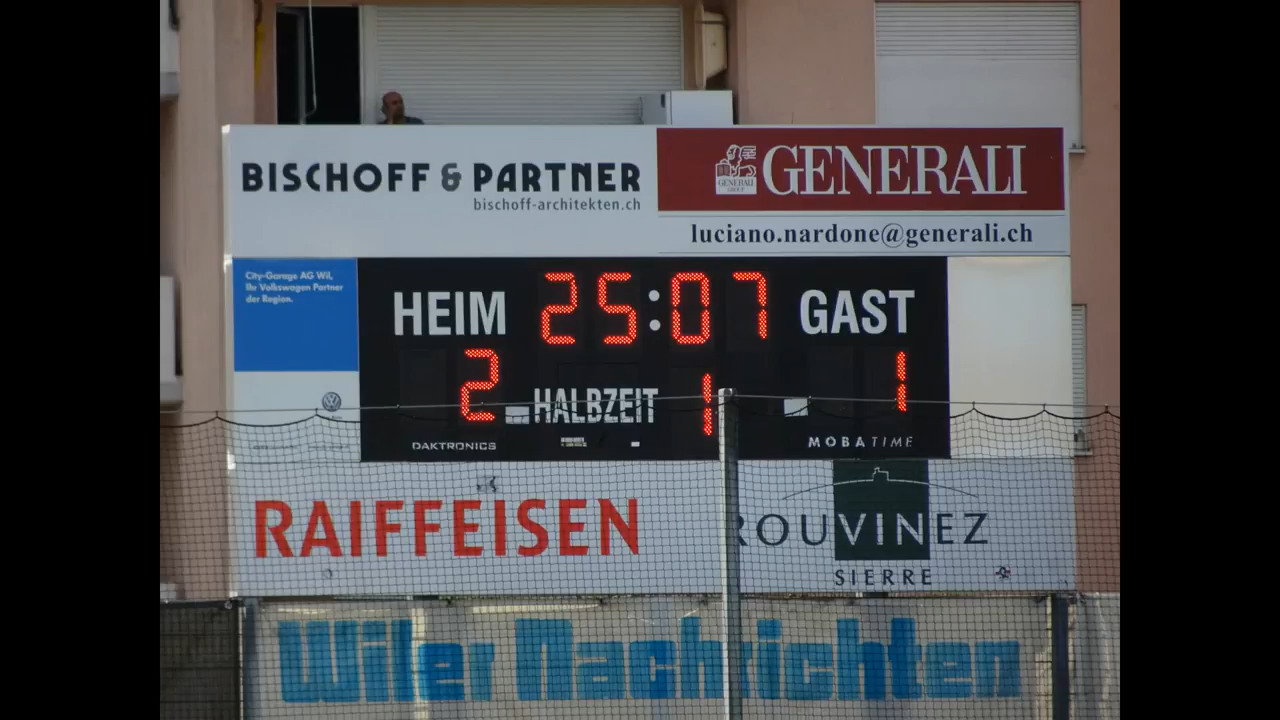 BISCHOFF & PARTNER
bischoff-architekten.ch
GENERALI
GENERALI
luciano.nardone@generali.ch
City-Garage AG Wil,
Ihr Volkswagen Partner
der Region.
HEIM 25:07 GAST
2 HALBZEIT 1 1
DAKTRONICS MOBATIME
RAIFFEISEN
ROUVINEZ
SIERRE
Wiler Nachrichten